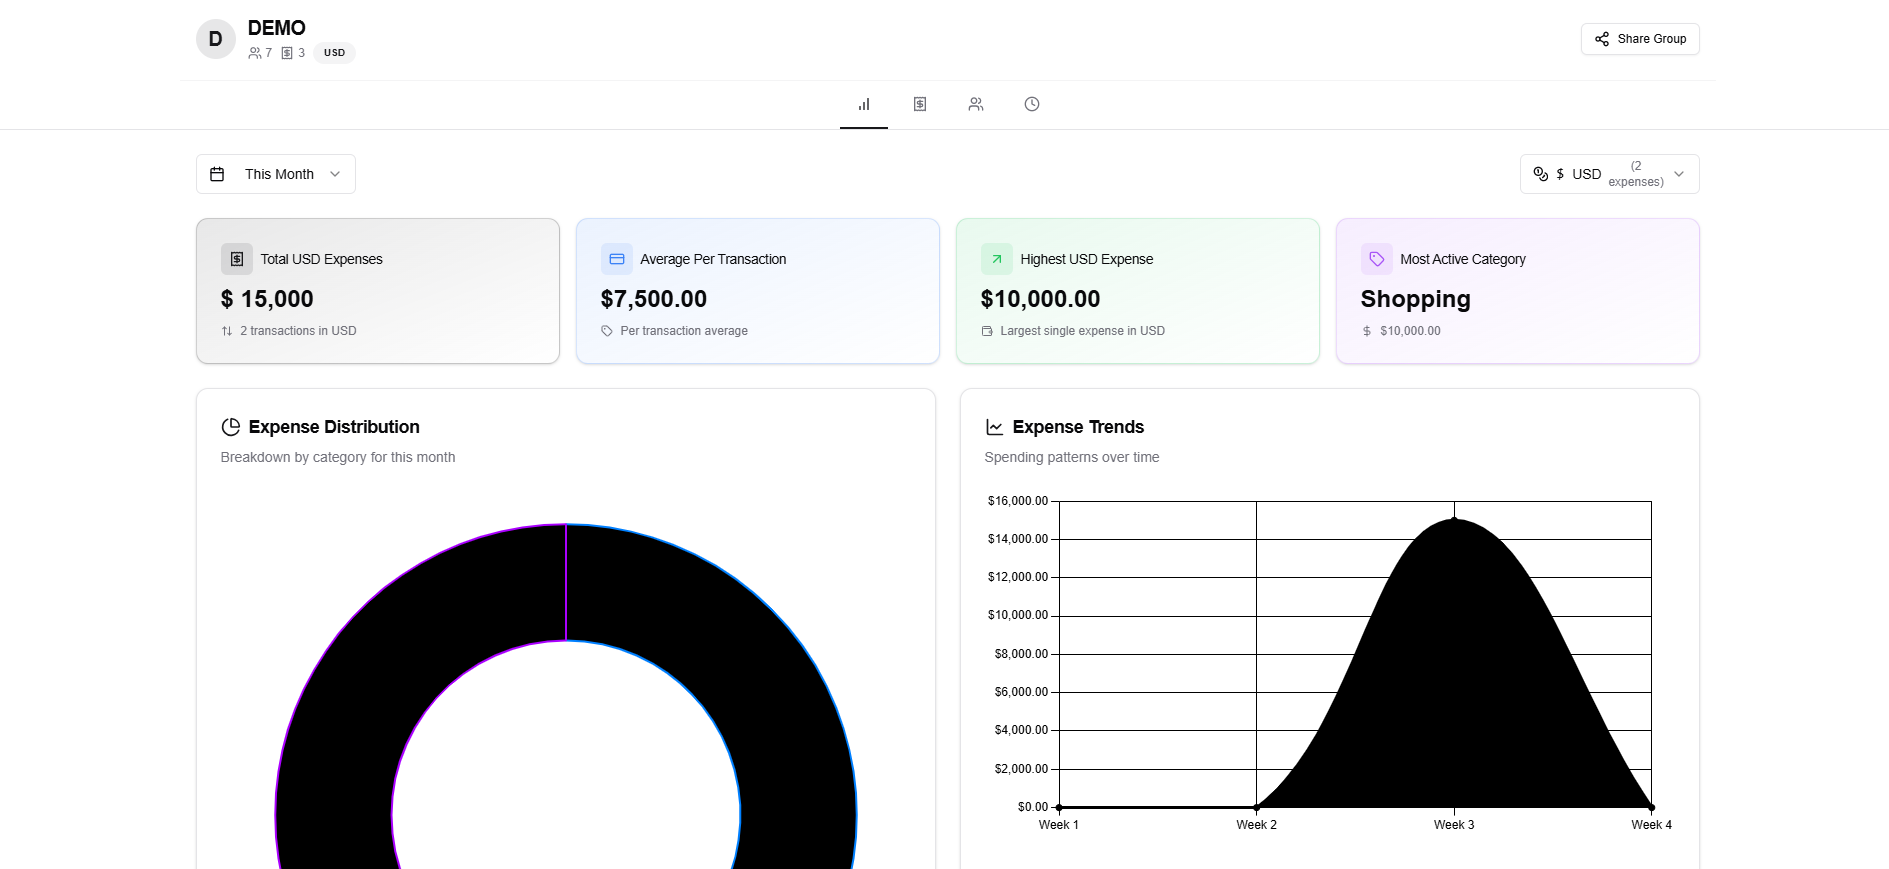 D
DEMO
7 3 USD
Share Group
This Month
$ USD (2 expenses)
Total USD Expenses
$ 15,000
2 transactions in USD
Average Per Transaction
$7,500.00
Per transaction average
Highest USD Expense
$10,000.00
Largest single expense in USD
Most Active Category
Shopping
$10,000.00
Expense Distribution
Breakdown by category for this month
Expense Trends
Spending patterns over time
$16,000.00
$14,000.00
$12,000.00
$10,000.00
$8,000.00
$6,000.00
$4,000.00
$2,000.00
$0.00
Week 1 Week 2 Week 3 Week 4